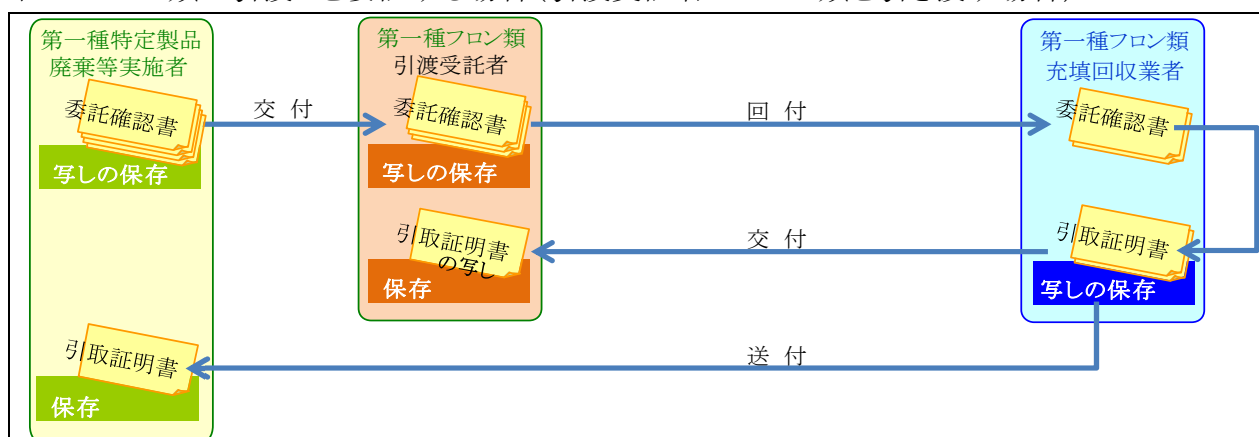 第一種特定製品
廃棄等実施者
委託確認書
写しの保存
交 付
第一種フロン類
引渡受託者
委託確認書
写しの保存
回 付
第一種フロン類
充填回収業者
委託確認書
引取証明書
の写し
保存
交 付
引取証明書
写しの保存
引取証明書
保存
送 付